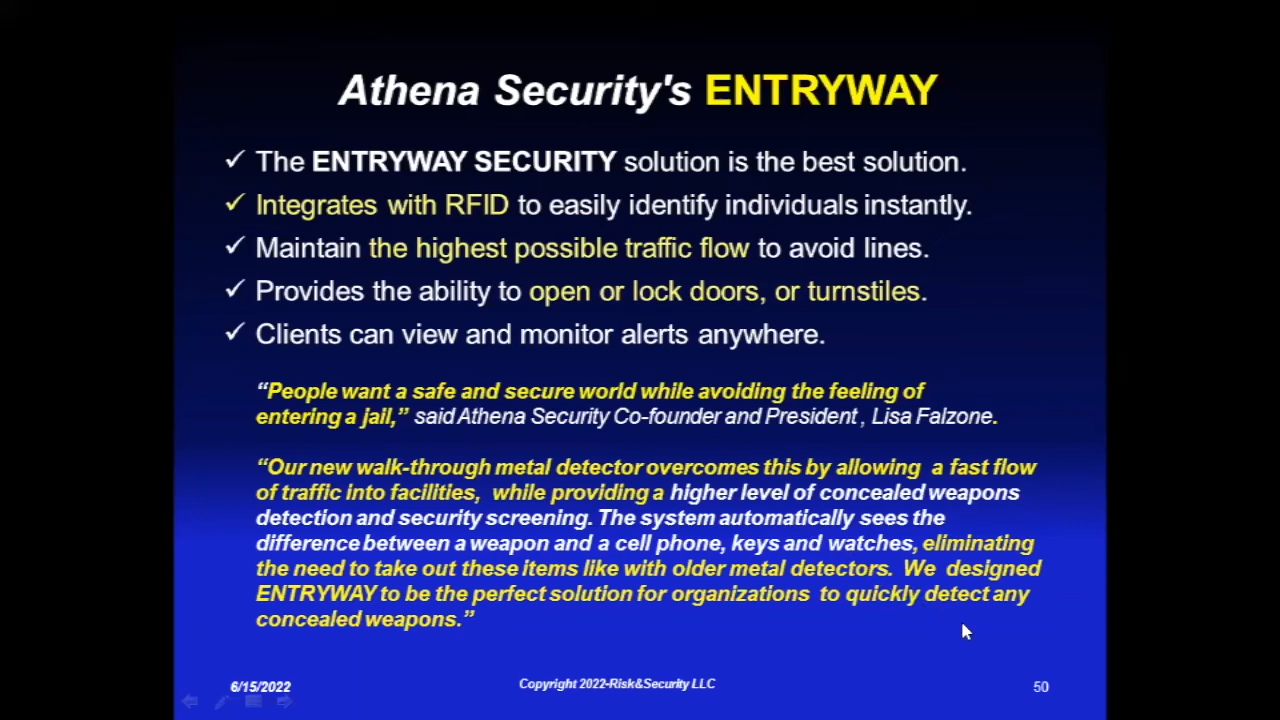 Athena Security's ENTRYWAY
✓ The ENTRYWAY SECURITY solution is the best solution.
✓ Integrates with RFID to easily identify individuals instantly.
✓ Maintain the highest possible traffic flow to avoid lines.
✓ Provides the ability to open or lock doors, or turnstiles.
✓ Clients can view and monitor alerts anywhere.
“People want a safe and secure world while avoiding the feeling of
entering a jail,” said Athena Security Co-founder and President , Lisa Falzone.
“Our new walk-through metal detector overcomes this by allowing a fast flow
of traffic into facilities, while providing a higher level of concealed weapons
detection and security screening. The system automatically sees the
difference between a weapon and a cell phone, keys and watches, eliminating
the need to take out these items like with older metal detectors. We designed
ENTRYWAY to be the perfect solution for organizations to quickly detect any
concealed weapons.”
6/15/2022
Copyright 2022-Risk&Security LLC
50